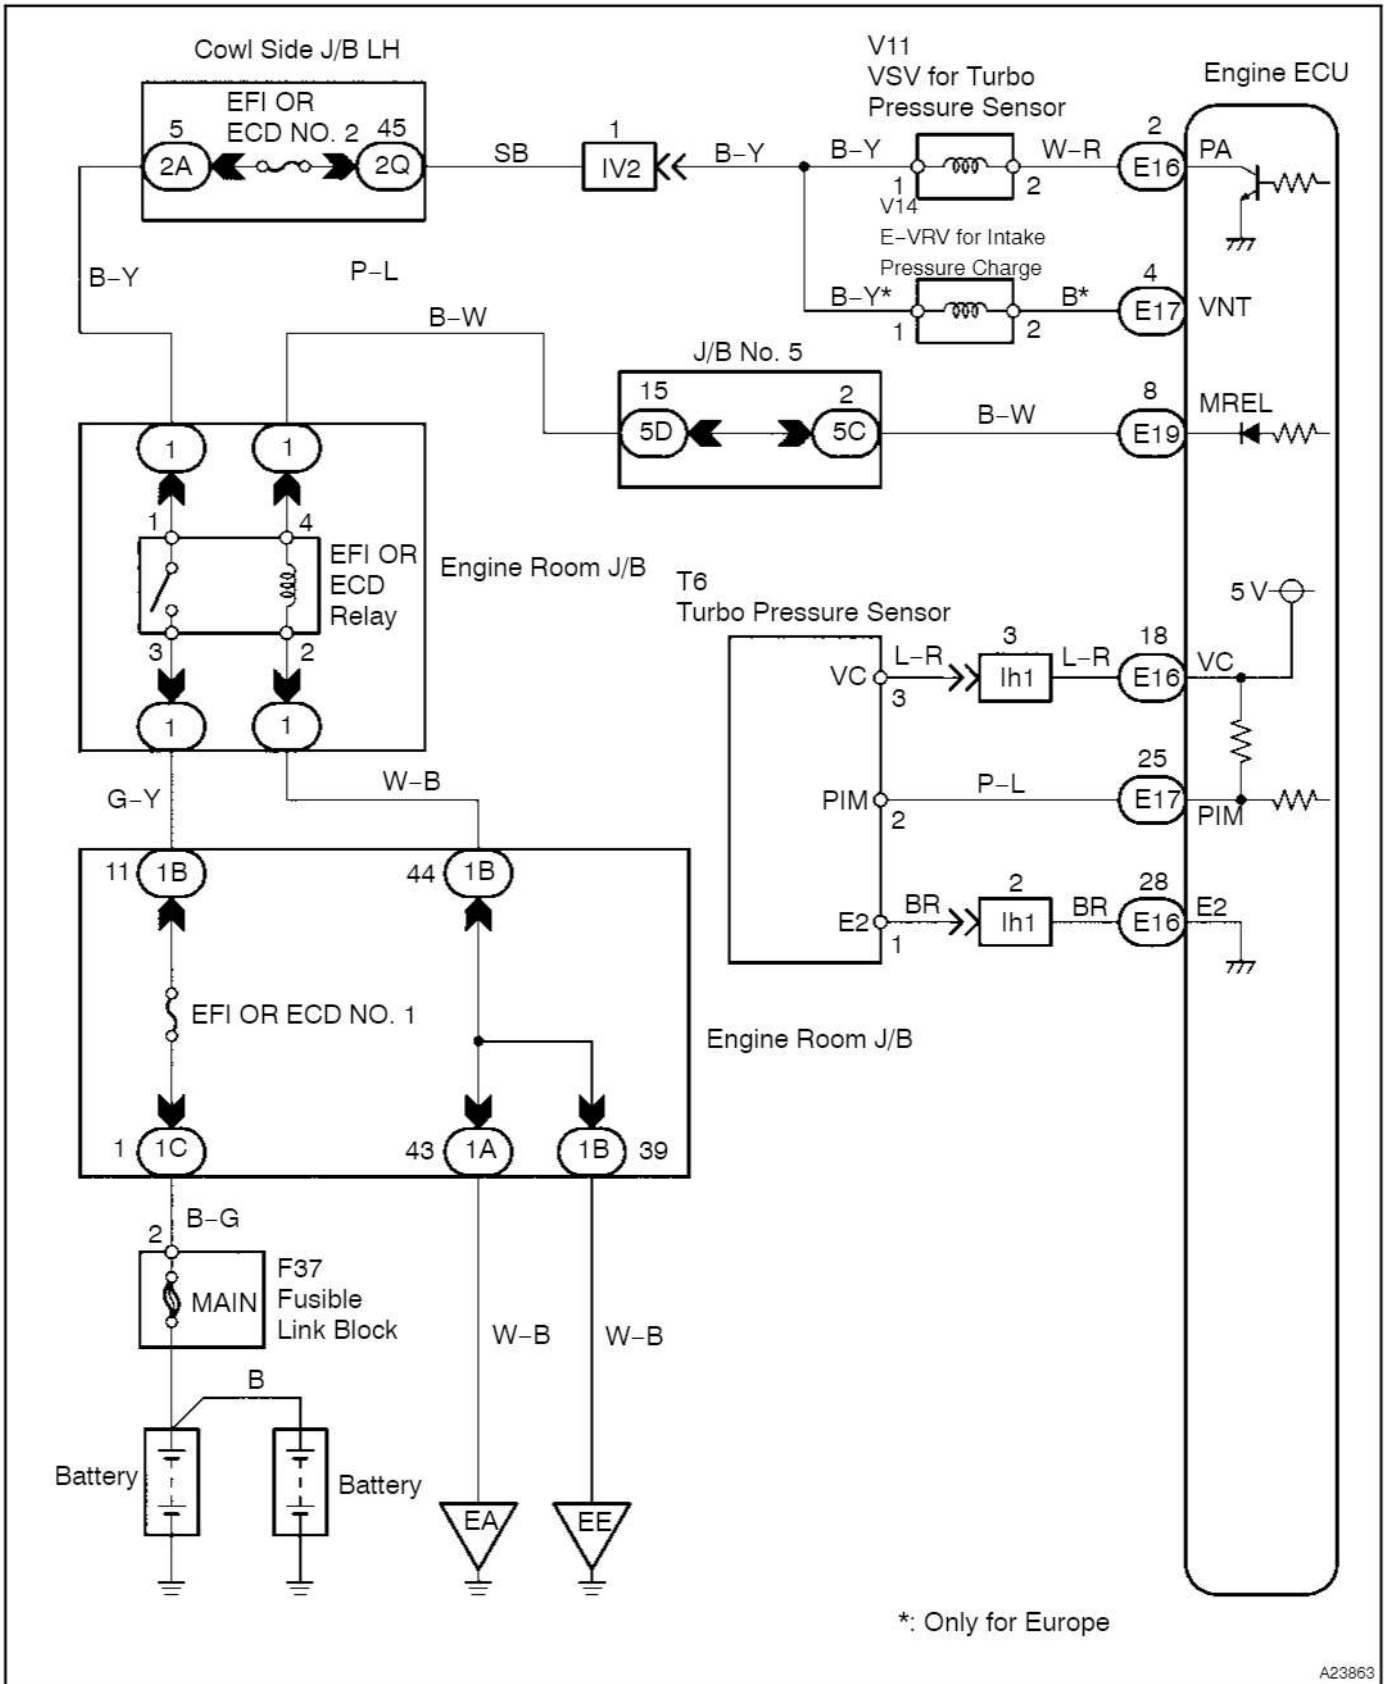 Cowl Side J/B LH
V11
VSV for Turbo
Pressure Sensor
Engine ECU
EFI OR
ECD NO. 2
5
45
2A
2Q
SB
1
IV2
B–Y
B–Y
W–R
2
E16
PA
1
2
V14
E–VRV for Intake
Pressure Charge
B–Y
P–L
B–Y*
B*
4
E17
VNT
1
2
B–W
J/B No. 5
15
2
5D
5C
B–W
8
E19
MREL
1
1
1
4
EFI OR
ECD
Relay
Engine Room J/B
3
2
1
1
T6
Turbo Pressure Sensor
5 V
VC
L–R
3
3
Ih1
L–R
18
E16
VC
PIM
2
P–L
25
E17
PIM
E2
BR
1
2
Ih1
BR
28
E16
E2
G–Y
W–B
11
1B
44
1B
EFI OR ECD NO. 1
Engine Room J/B
1
1C
43
1A
1B
39
B–G
2
MAIN
F37
Fusible
Link Block
W–B
W–B
B
Battery
Battery
EA
EE
*: Only for Europe
A23863